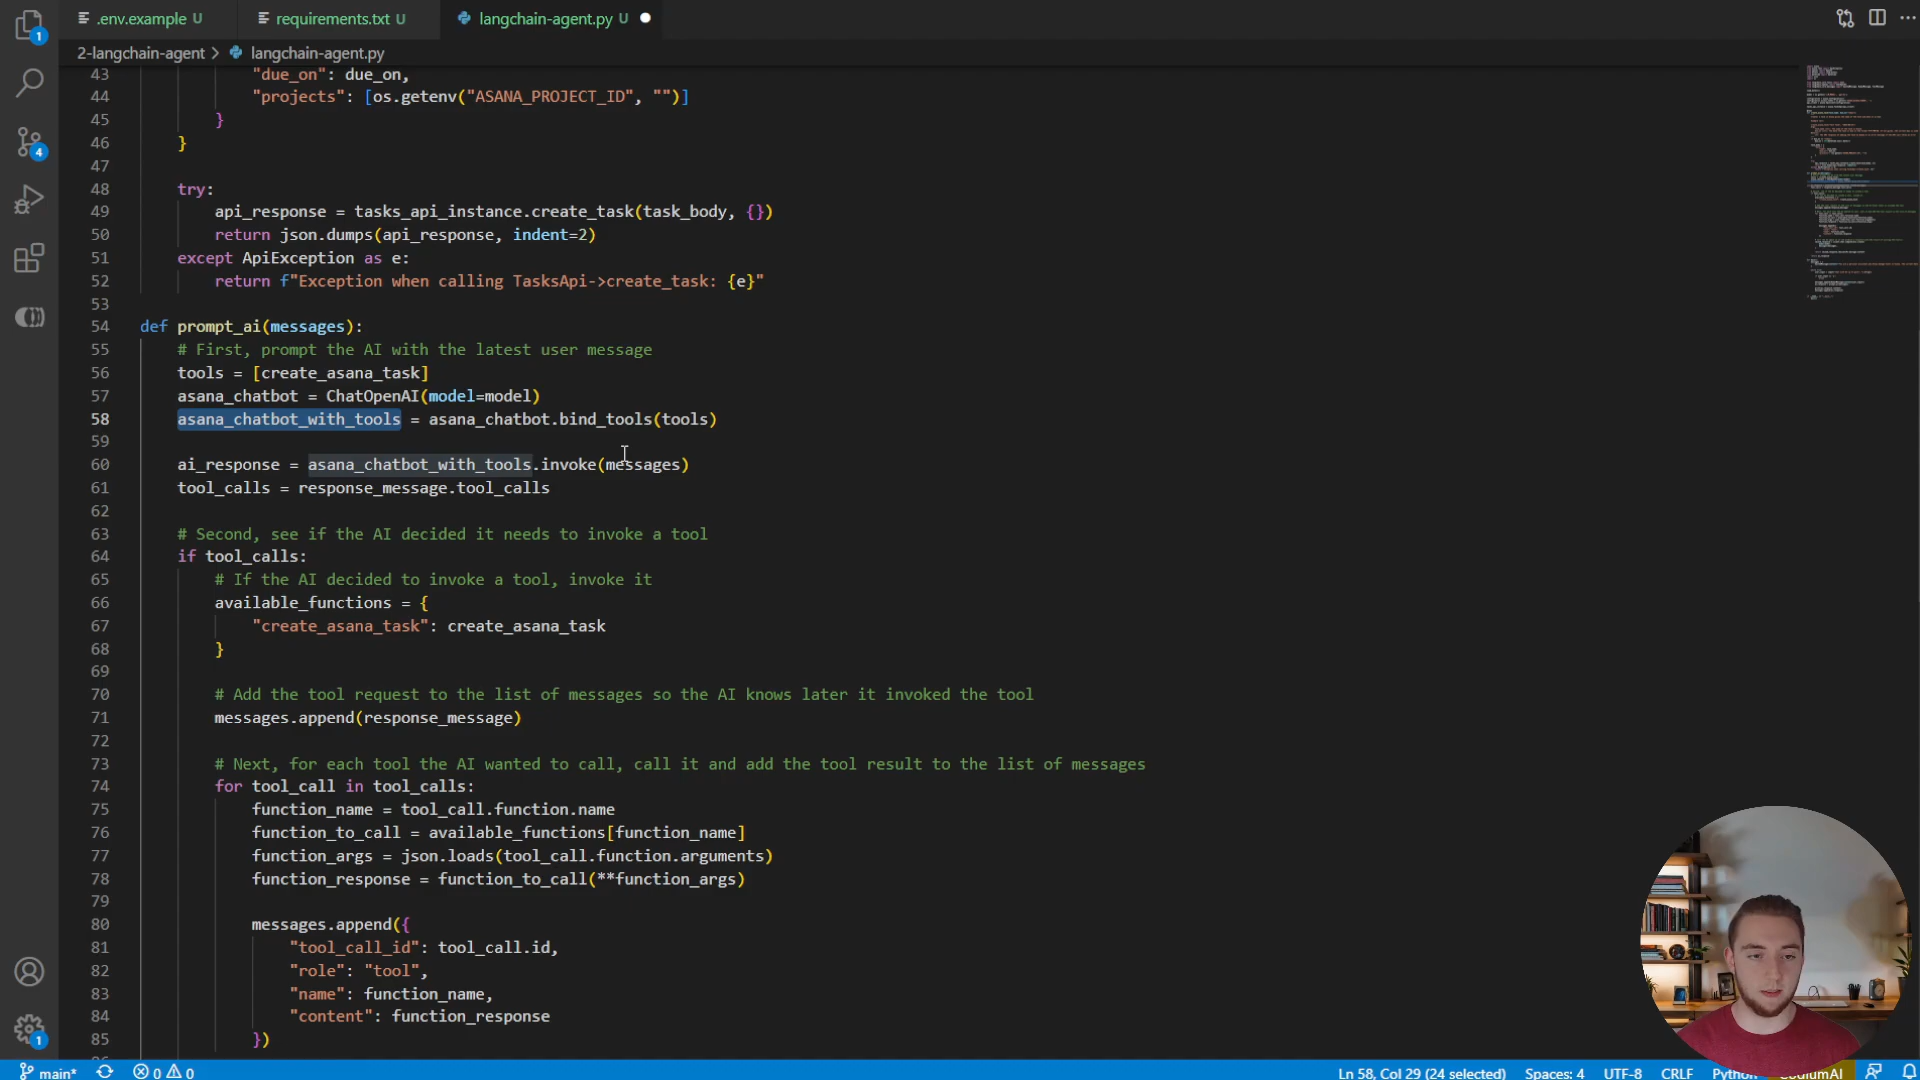 .env.example U
requirements.txt U
langchain-agent.py U
2-langchain-agent > langchain-agent.py
43 "due_on": due_on,
44 "projects": [os.getenv("ASANA_PROJECT_ID", "")]
45 }
46 }
47
48 try:
49 api_response = tasks_api_instance.create_task(task_body, {})
50 return json.dumps(api_response, indent=2)
51 except ApiException as e:
52 return f"Exception when calling TasksApi->create_task: {e}"
53
54 def prompt_ai(messages):
55 # First, prompt the AI with the latest user message
56 tools = [create_asana_task]
57 asana_chatbot = ChatOpenAI(model=model)
58 asana_chatbot_with_tools = asana_chatbot.bind_tools(tools)
59
60 ai_response = asana_chatbot_with_tools.invoke(messages)
61 tool_calls = response_message.tool_calls
62
63 # Second, see if the AI decided it needs to invoke a tool
64 if tool_calls:
65 # If the AI decided to invoke a tool, invoke it
66 available_functions = {
67 "create_asana_task": create_asana_task
68 }
69
70 # Add the tool request to the list of messages so the AI knows later it invoked the tool
71 messages.append(response_message)
72
73 # Next, for each tool the AI wanted to call, call it and add the tool result to the list of messages
74 for tool_call in tool_calls:
75 function_name = tool_call.function.name
76 function_to_call = available_functions[function_name]
77 function_args = json.loads(tool_call.function.arguments)
78 function_response = function_to_call(**function_args)
79
80 messages.append({
81 "tool_call_id": tool_call.id,
82 "role": "tool",
83 "name": function_name,
84 "content": function_response
85 })
1
4
1
main* 0 0 Ln 58, Col 29 (24 selected) Spaces: 4 UTF-8 CRLF Python